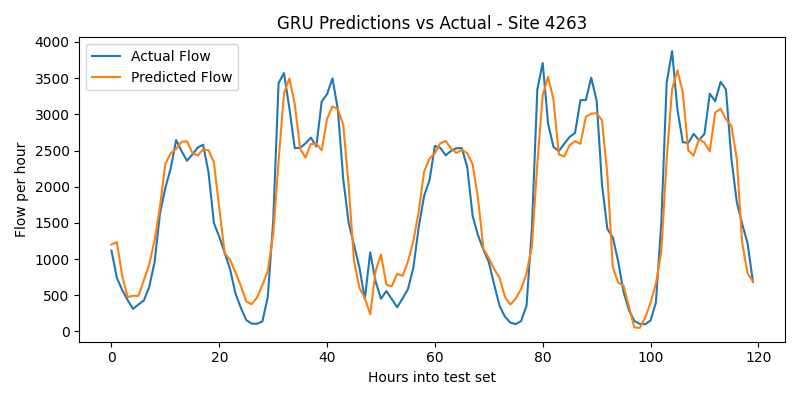 GRU Predictions vs Actual - Site 4263
Actual Flow
Predicted Flow
Flow per hour
4000
3500
3000
2500
2000
1500
1000
500
0
0 20 40 60 80 100 120
Hours into test set